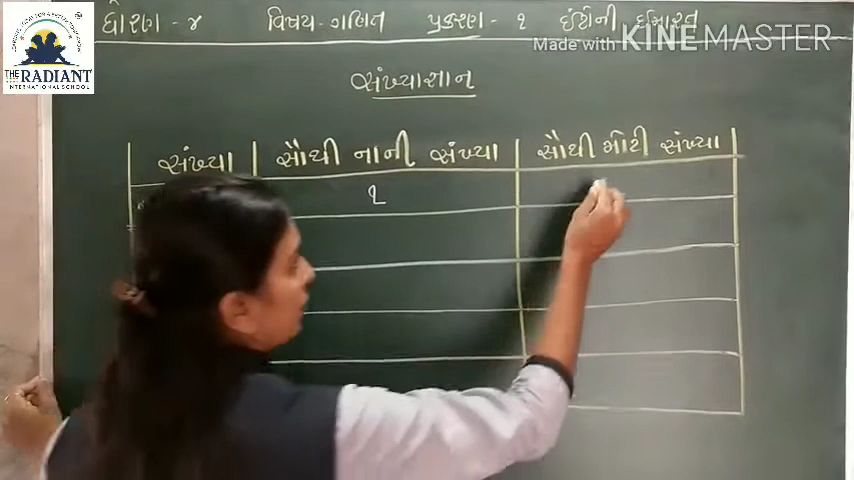 THE RADIANT
INTERNATIONAL SCHOOL
ધોરણ - ૪ વિષય - ગણિત પ્રકરણ - ૧ ઈંટોની ઈમારત
Made with KINEMASTER
સંખ્યાજ્ઞાન
સંખ્યા સૌથી નાની સંખ્યા સૌથી મોટી સંખ્યા
૧